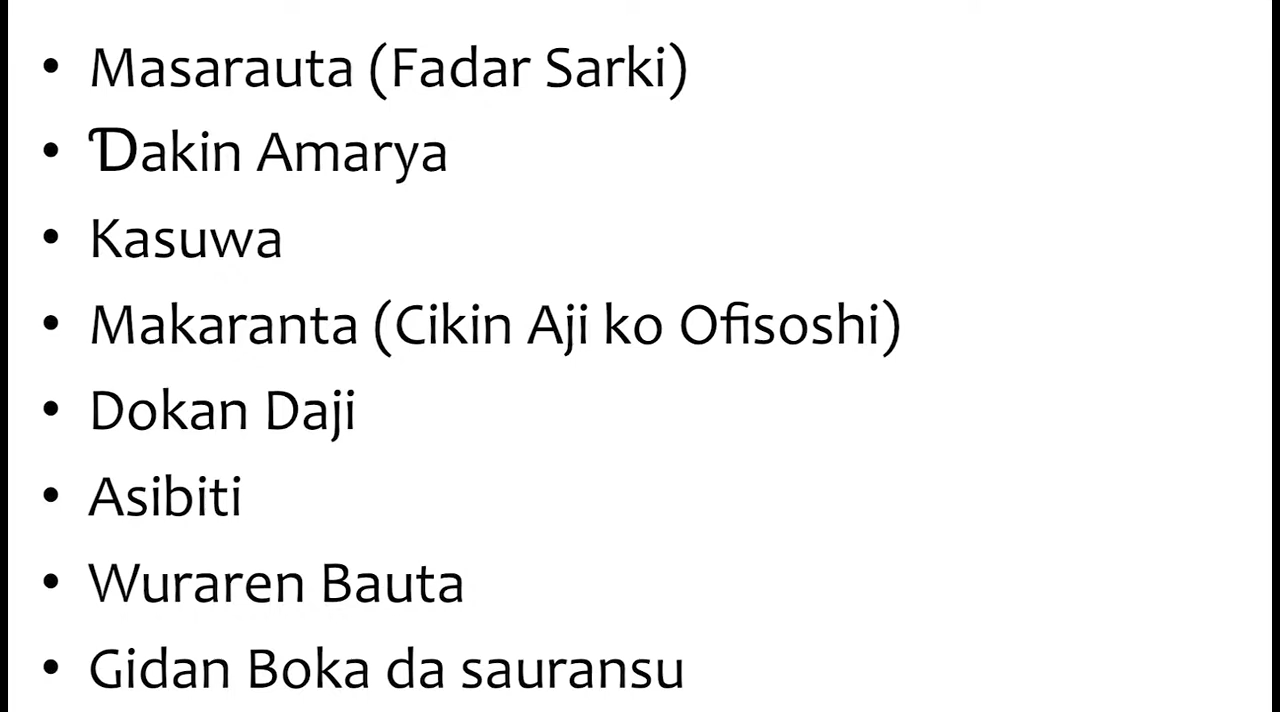 • Masarauta (Fadar Sarki)
• Ɗakin Amarya
• Kasuwa
• Makaranta (Cikin Aji ko Ofisoshi)
• Dokan Daji
• Asibiti
• Wuraren Bauta
• Gidan Boka da sauransu